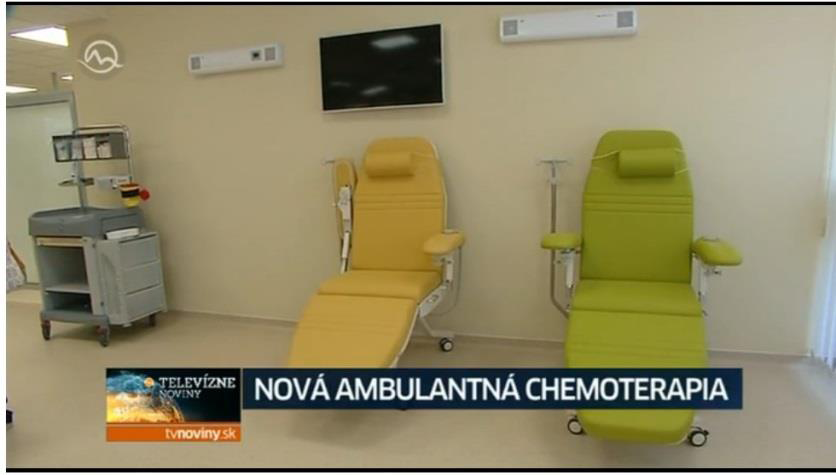 TELEVÍZNE
NOVINY
tvnoviny.sk
NOVÁ AMBULANTNÁ CHEMOTERAPIA